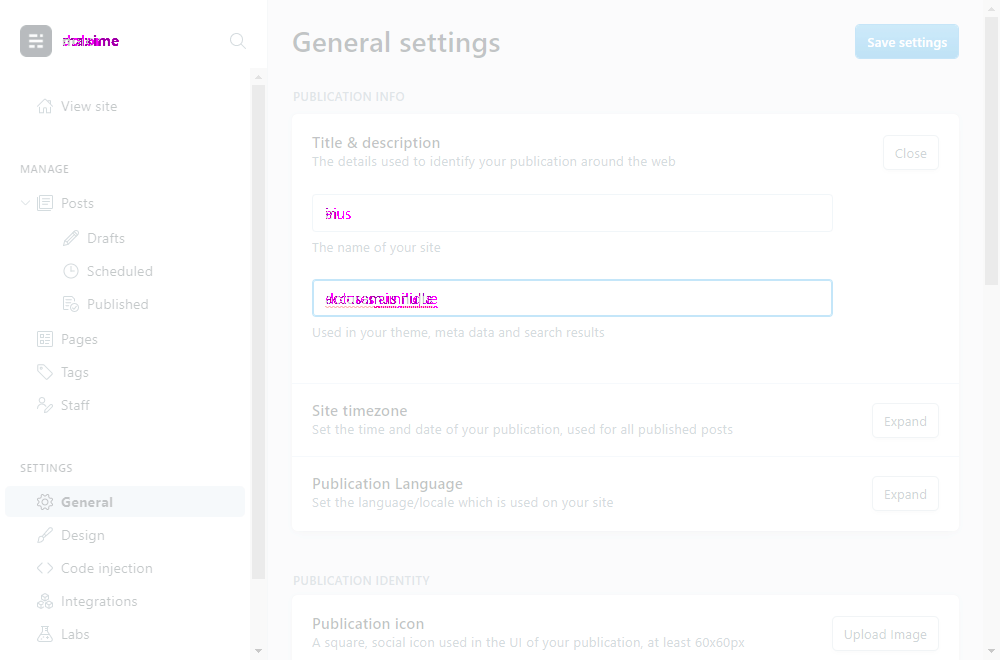 General settings
Save settings
View site
PUBLICATION INFO
Title & description
The details used to identify your publication around the web
Close
MANAGE
Posts
Drafts
The name of your site
Scheduled
Published
Used in your theme, meta data and search results
Pages
Tags
Staff
Site timezone
Set the time and date of your publication, used for all published posts
Expand
SETTINGS
Publication Language
Set the language/locale which is used on your site
Expand
General
Design
Code injection
PUBLICATION IDENTITY
Integrations
Labs
Publication icon
A square, social icon used in the UI of your publication, at least 60x60px
Upload Image